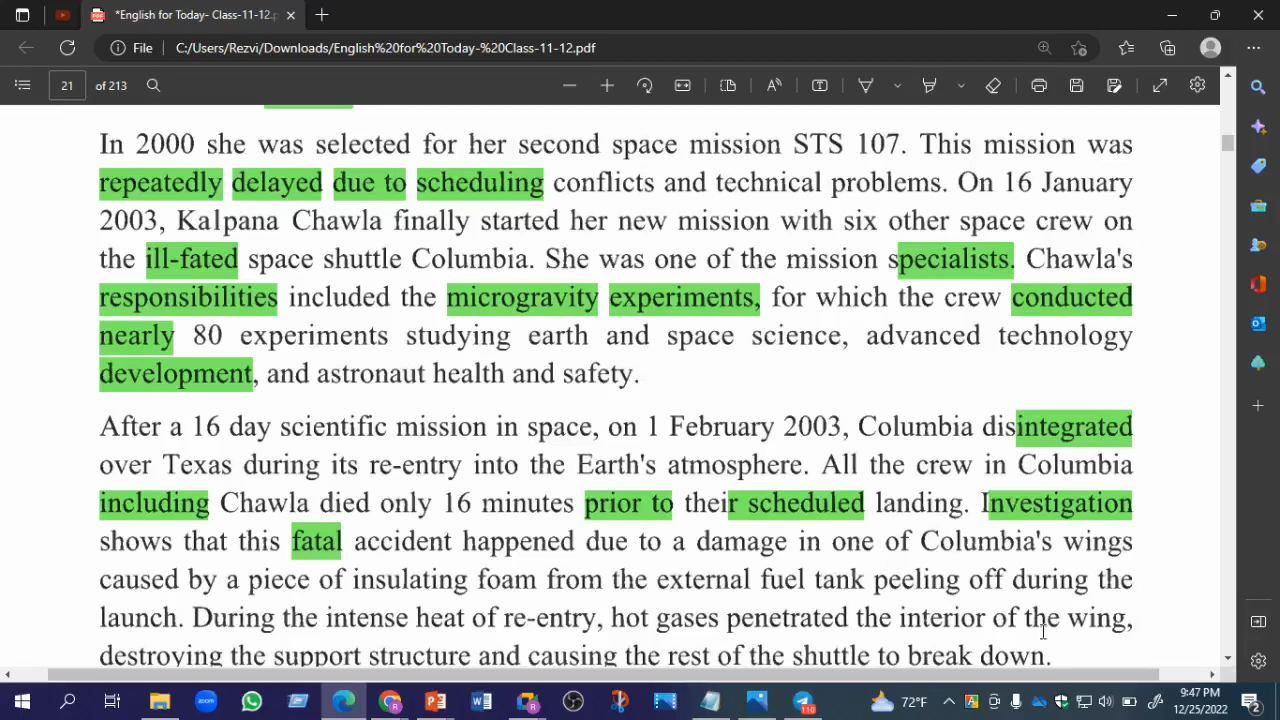 *English for Today- Class-11-12.p
File C:/Users/Rezvi/Downloads/English%20for%20Today-%20Class-11-12.pdf
21 of 213
In 2000 she was selected for her second space mission STS 107. This mission was
repeatedly delayed due to scheduling conflicts and technical problems. On 16 January
2003, Kalpana Chawla finally started her new mission with six other space crew on
the ill-fated space shuttle Columbia. She was one of the mission specialists. Chawla's
responsibilities included the microgravity experiments, for which the crew conducted
nearly 80 experiments studying earth and space science, advanced technology
development, and astronaut health and safety.
After a 16 day scientific mission in space, on 1 February 2003, Columbia disintegrated
over Texas during its re-entry into the Earth's atmosphere. All the crew in Columbia
including Chawla died only 16 minutes prior to their scheduled landing. Investigation
shows that this fatal accident happened due to a damage in one of Columbia's wings
caused by a piece of insulating foam from the external fuel tank peeling off during the
launch. During the intense heat of re-entry, hot gases penetrated the interior of the wing,
destroying the support structure and causing the rest of the shuttle to break down.
72°F
9:47 PM
12/25/2022